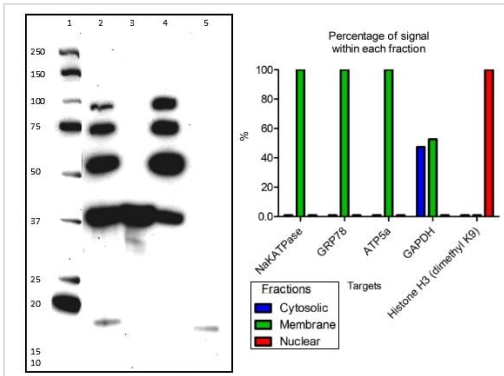 1 2 3 4 5
250
150
100
75
50
37
25
20
15
10
Percentage of signal
within each fraction
%
100
80
60
40
20
0.0
NaKATPase
GRP78
ATP5a
GAPDH
Histone H3 (dimethyl K9)
Targets
Fractions
Cytosolic
Membrane
Nuclear